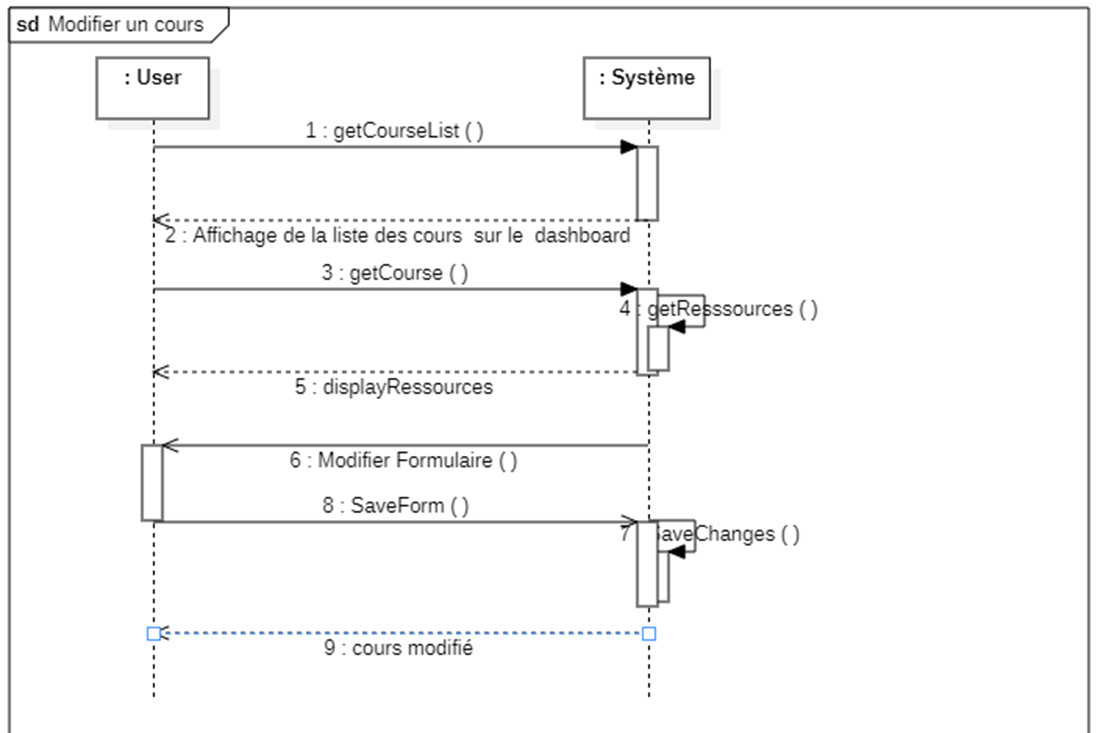 sd Modifier un cours
: User
: Système
1 : getCourseList ( )
2 : Affichage de la liste des cours sur le dashboard
3 : getCourse ( )
4 : getResssources ( )
5 : displayRessources
6 : Modifier Formulaire ( )
8 : SaveForm ( )
7 : SaveChanges ( )
9 : cours modifié